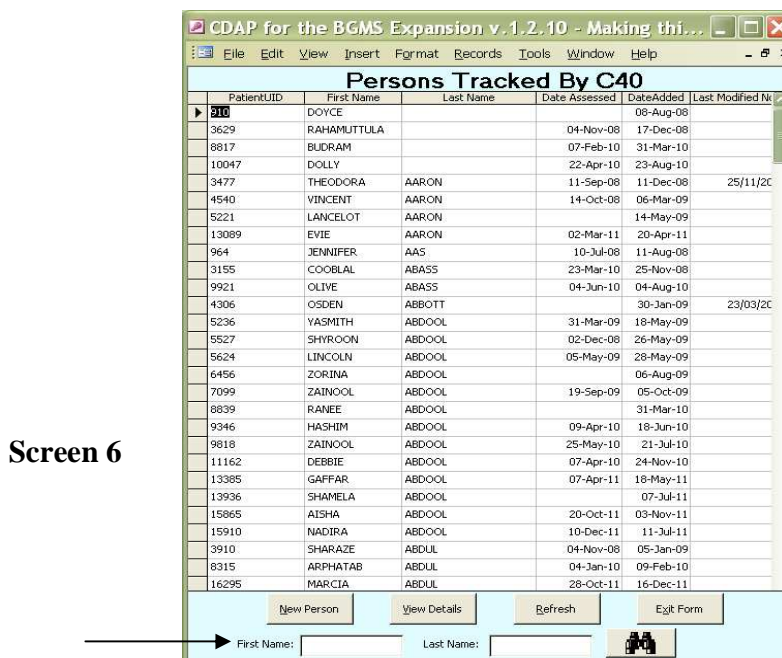 CDAP for the BGMS Expansion v.1.2.10 - Making thi...
File Edit View Insert Format Records Tools Window Help
Persons Tracked By C40
PatientUID First Name Last Name Date Assessed DateAdded Last Modified
910 DOYCE 08-Aug-08
3629 RAHAMUTTULA 04-Nov-08 17-Dec-08
8817 BUDRAM 07-Feb-10 31-Mar-10
10047 DOLLY 22-Apr-10 23-Aug-10
3477 THEODORA AARON 11-Sep-08 11-Dec-08 25/11/20
4540 VINCENT AARON 14-Oct-08 06-Mar-09
5221 LANCELOT AARON 14-May-09
13089 EVIE AARON 02-Mar-11 20-Apr-11
964 JENNIFER AAS 10-Jul-08 11-Aug-08
3155 COOBLAL ABASS 23-Mar-10 25-Nov-08
9921 OLIVE ABASS 04-Jun-10 04-Aug-10
4306 OSDEN ABBOTT 30-Jan-09 23/03/20
5236 YASMITH ABDOOL 31-Mar-09 18-May-09
5527 SHYROON ABDOOL 02-Dec-08 26-May-09
5624 LINCOLN ABDOOL 05-May-09 28-May-09
6456 ZORINA ABDOOL 06-Aug-09
7099 ZAINOOL ABDOOL 19-Sep-09 05-Oct-09
8839 RANEE ABDOOL 31-Mar-10
9346 HASHIM ABDOOL 09-Apr-10 18-Jun-10
9818 ZAINOOL ABDOOL 25-May-10 21-Jul-10
11162 DEBBIE ABDOOL 07-Apr-10 24-Nov-10
13385 GAFFAR ABDOOL 07-Apr-11 18-May-11
13936 SHAMELA ABDOOL 07-Jul-11
15865 AISHA ABDOOL 20-Oct-11 03-Nov-11
15910 NADIRA ABDOOL 10-Dec-11 11-Jul-11
3910 SHARAZE ABDUL 04-Nov-08 05-Jan-09
8315 ARPHATAB ABDUL 04-Jan-10 09-Feb-10
16295 MARCIA ABDUL 28-Oct-11 16-Dec-11
Screen 6
New Person View Details Refresh Exit Form
First Name: Last Name: